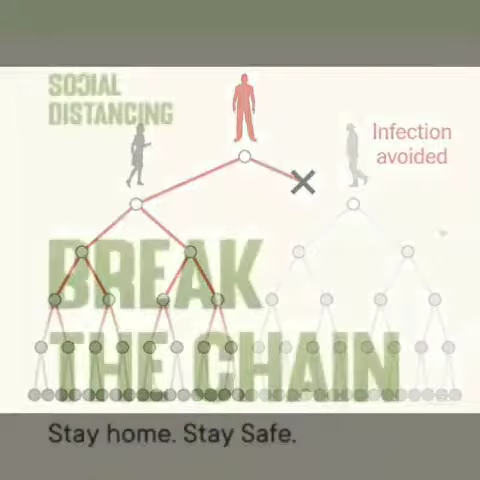 SOCIAL
DISTANCING
Infection
avoided
BREAK
THE CHAIN
Stay home. Stay Safe.